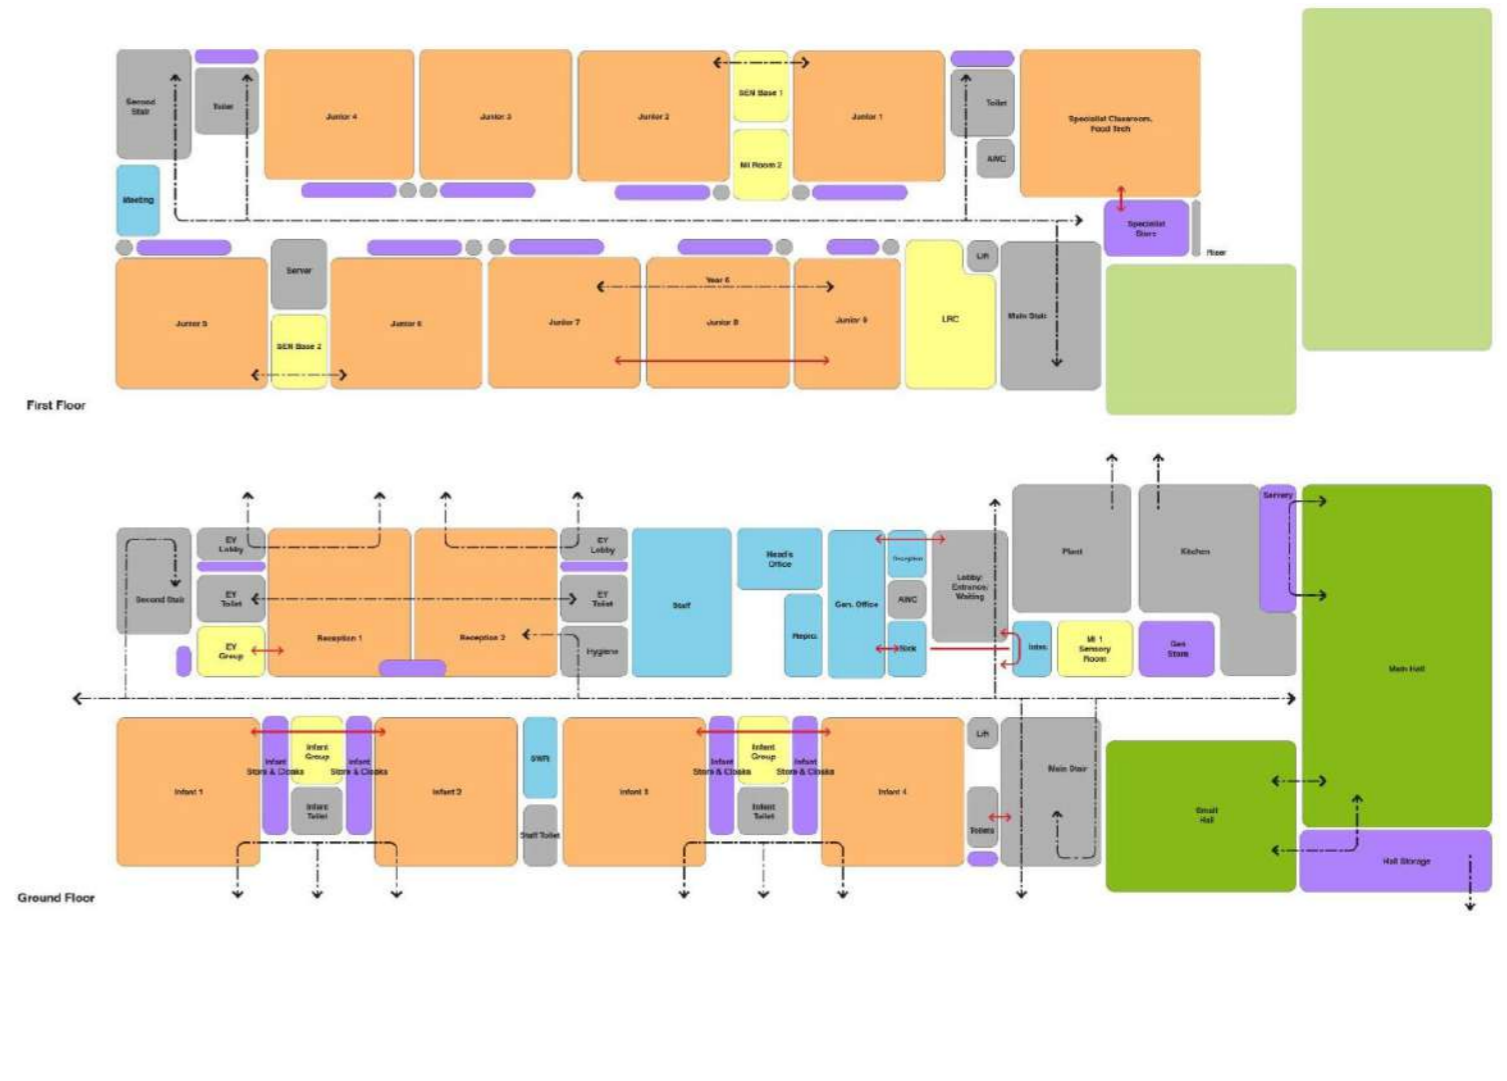 Second
Stair
Toilet
Junior 4
Junior 3
Junior 2
SEN Base 1
MI Room 2
Junior 1
Toilet
AWC
Specialist Classroom,
Food Tech
Meeting
Specialist
Store
Riser
Junior 5
Server
SEN Base 2
Junior 6
Junior 7
Year 6
Junior 8
Junior 9
LRC
Lift
Main Stair
First Floor
Second Stair
EY
Lobby
EY
Toilet
EY
Group
Reception 1
Reception 2
EY
Lobby
EY
Toilet
Hygiene
Staff
Head's
Office
Repro.
Gen. Office
Reception
AWC
Sick
Lobby/
Entrance/
Waiting
Plant
Kitchen
Servery
Inter.
MI 1
Sensory
Room
Gen
Store
Main Hall
Infant 1
Infant
Store & Cloaks
Infant
Group
Infant
Toilet
Infant
Store & Cloaks
Infant 2
Staff Toilet
Infant 3
Infant
Store & Cloaks
Infant
Group
Infant
Toilet
Infant
Store & Cloaks
Infant 4
Lift
Toilets
Main Stair
Small
Hall
Hall Storage
Ground Floor